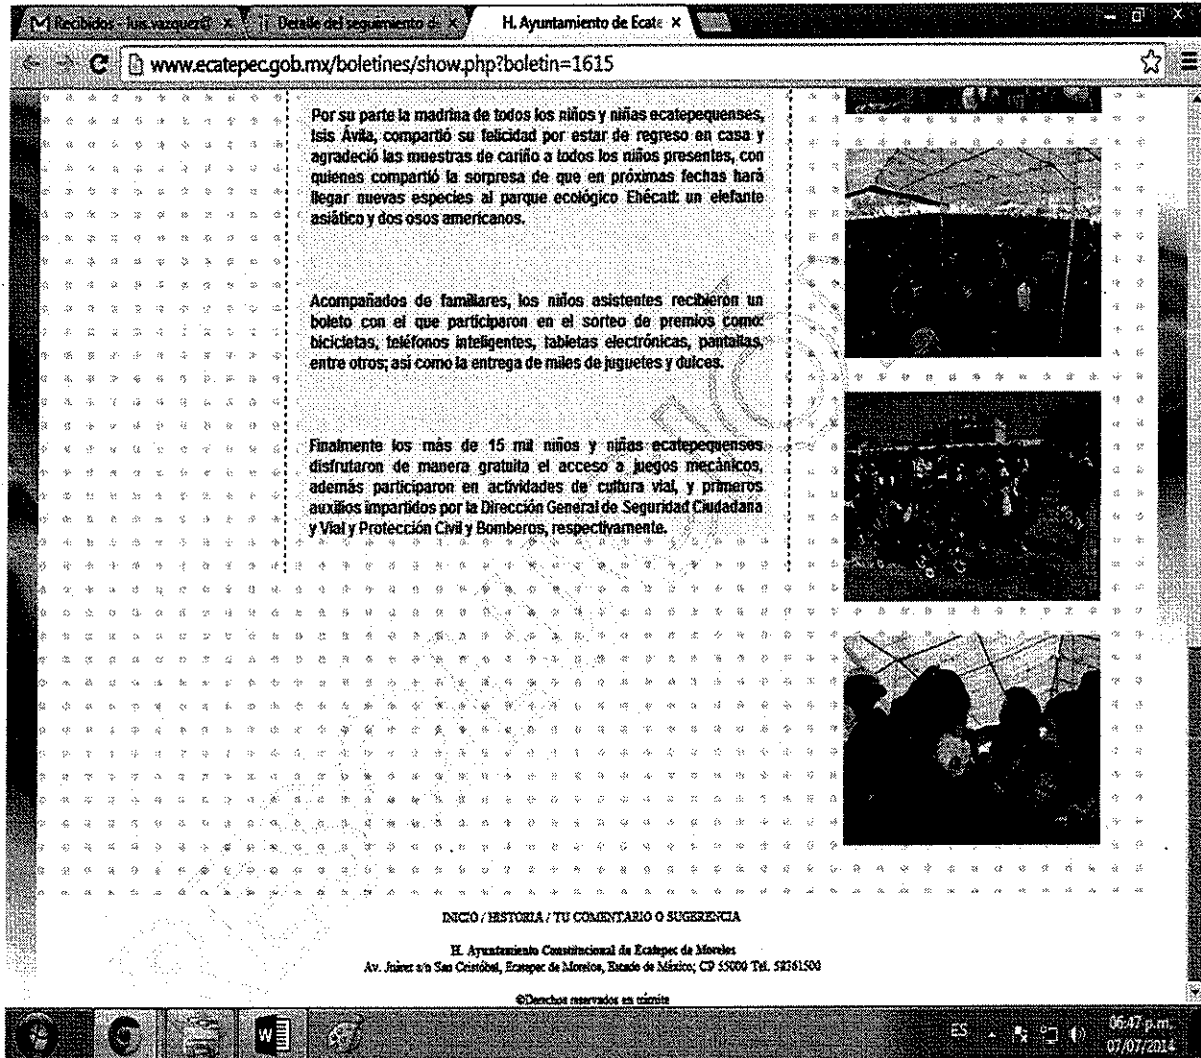 Recibidos - luis.vazquez@
Detalle del seguimiento d
H. Ayuntamiento de Ecate
www.ecatepec.gob.mx/boletines/show.php?boletin=1615
Por su parte la madrina de todos los niños y niñas ecatepequenses,
Isis Ávila, compartió su felicidad por estar de regreso en casa y
agradeció las muestras de cariño a todos los niños presentes, con
quienes compartió la sorpresa de que en próximas fechas hará
llegar nuevas especies al parque ecológico Ehécatl: un elefante
asiático y dos osos americanos.
Acompañados de familiares, los niños asistentes recibieron un
boleto con el que participaron en el sorteo de premios como:
bicicletas, teléfonos inteligentes, tabletas electrónicas, pantallas,
entre otros; así como la entrega de miles de juguetes y dulces.
Finalmente los más de 15 mil niños y niñas ecatepequenses
disfrutaron de manera gratuita el acceso a juegos mecánicos,
además participaron en actividades de cultura vial, y primeros
auxilios impartidos por la Dirección General de Seguridad Ciudadana
y Vial y Protección Civil y Bomberos, respectivamente.
INICIO / HISTORIA / TU COMENTARIO O SUGERENCIA
H. Ayuntamiento Constitucional de Ecatepec de Morelos
Av. Juárez s/n San Cristóbal, Ecatepec de Morelos, Estado de México; CP 55000 Tel. 58361500
©Derechos reservados en trámite
ES
06:47 p.m.
07/07/2014